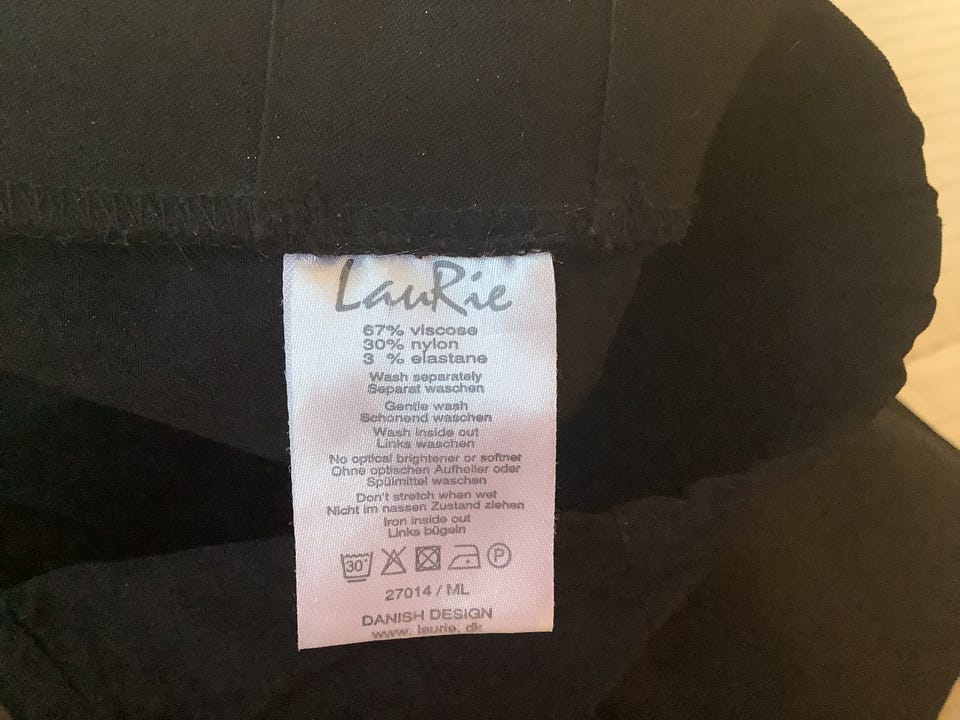 LauRie
67% viscose
30% nylon
3 % elastane
Wash separately
Separat waschen
Gentle wash
Schonend waschen
Wash inside out
Links waschen
No optical brightener or softner
Ohne optischen Aufheller oder
Spülmittel waschen
Don't stretch when wet
Nicht im nassen Zustand ziehen
Iron inside out
Links bügeln
30° P
27014 / ML
DANISH DESIGN
www. laurie. dk